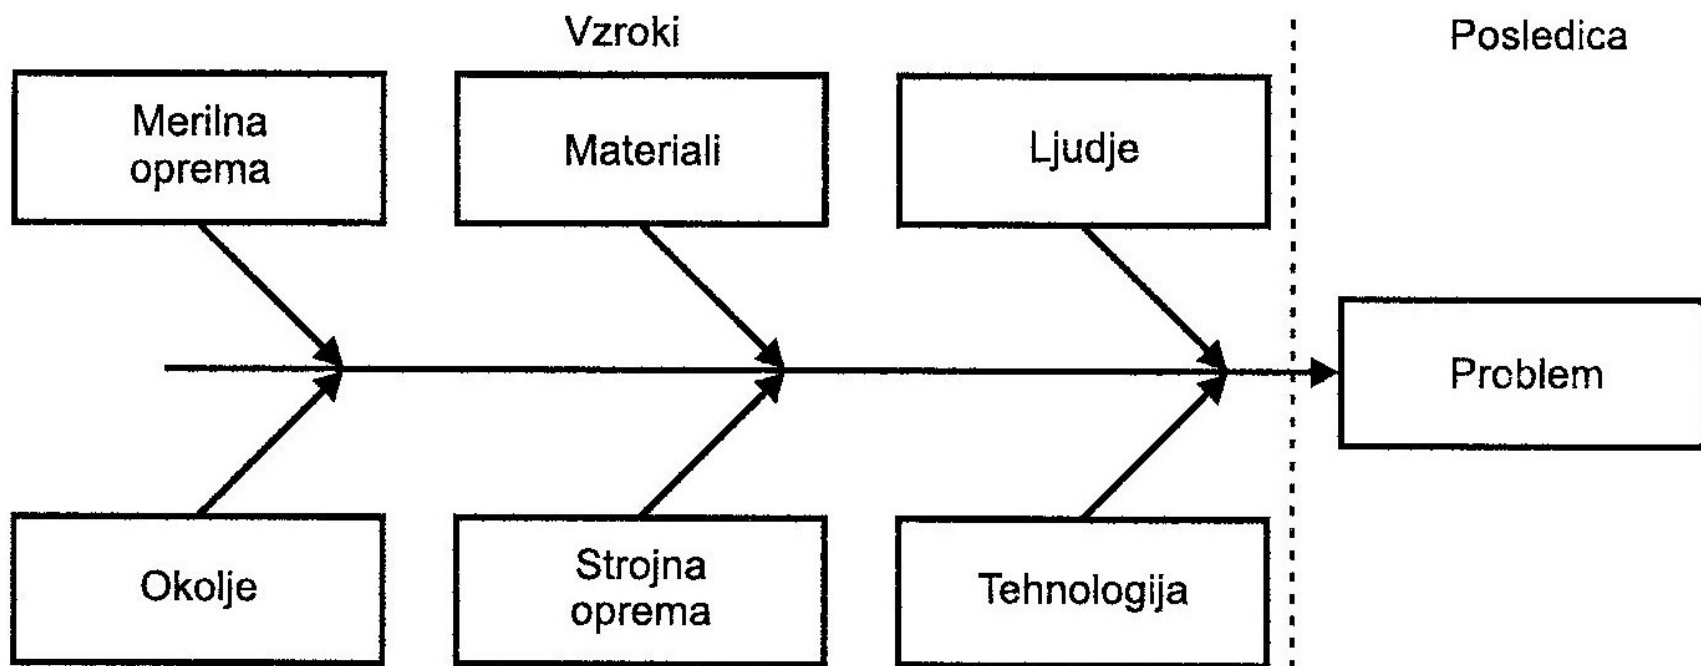 Vzroki
Posledica
Merilna
oprema
Materiali
Ljudje
Problem
Okolje
Strojna
oprema
Tehnologija